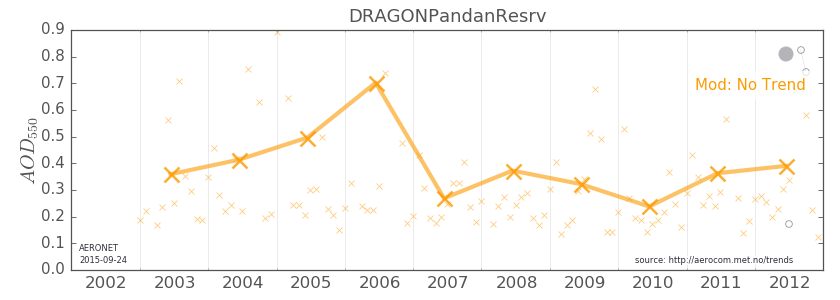 DRAGONPandanResrv
0.9
0.8
0.7
0.6
0.5
0.4
0.3
0.2
0.1
0.0
AOD550
Mod: No Trend
AERONET
2015-09-24
source: http://aerocom.met.no/trends
2002 2003 2004 2005 2006 2007 2008 2009 2010 2011 2012